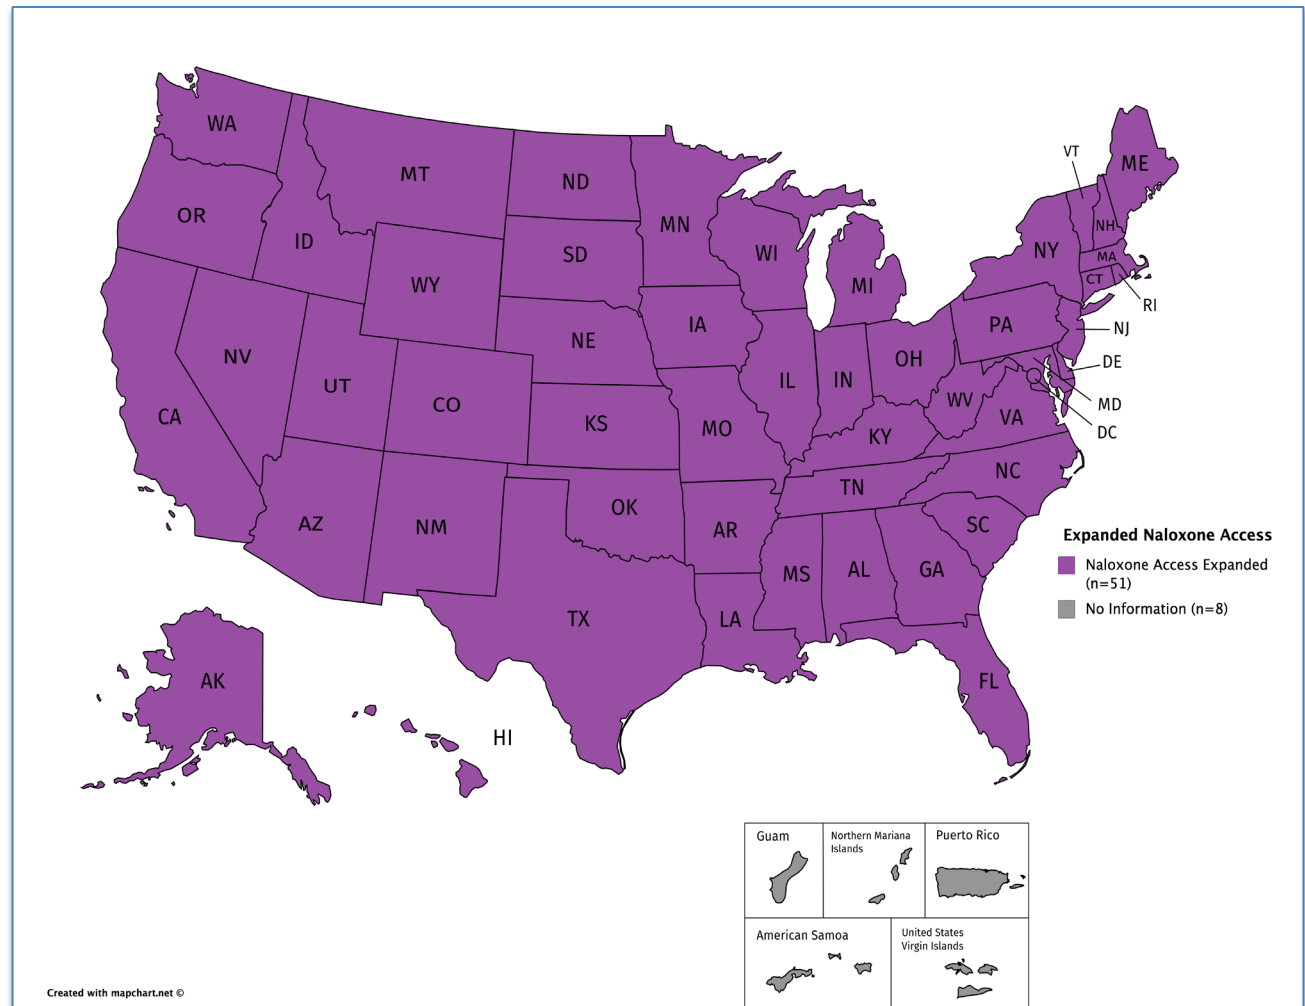 WA
MT
ND
MN
VT
ME
OR
ID
SD
WI
NY
NH
MA
WY
MI
CT
RI
NV
NE
IA
PA
NJ
UT
CO
IL
IN
OH
DE
CA
KS
MO
WV
VA
MD
KY
DC
AZ
NM
OK
TN
NC
AR
SC
MS
AL
GA
TX
LA
AK
HI
FL
Expanded Naloxone Access
Naloxone Access Expanded
(n=51)
No Information (n=8)
Guam
Northern Mariana
Islands
Puerto Rico
American Samoa
United States
Virgin Islands
Created with mapchart.net ©